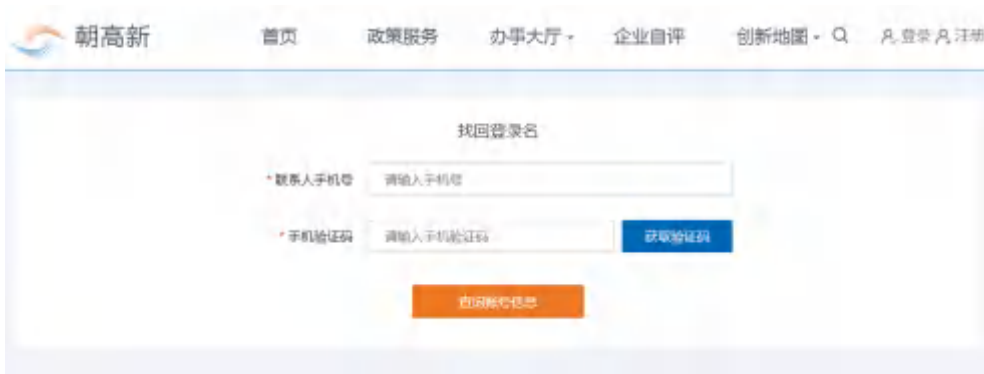 朝高新 首页 政策服务 办事大厅 企业自评 创新地图 登录 注册
找回登录名
*联系人手机号 请输入手机号
*手机验证码 请输入手机验证码 获取验证码
查询账号信息